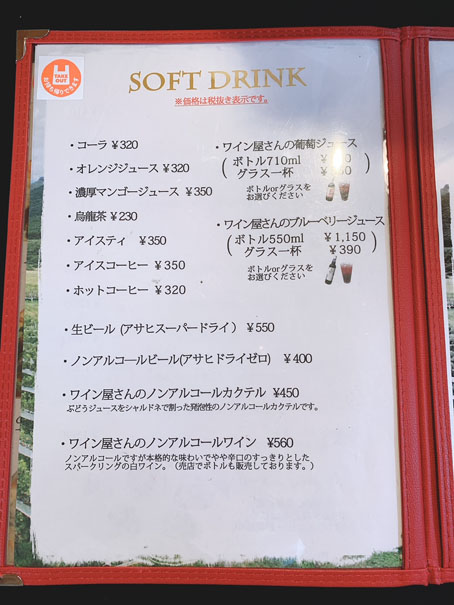 TAKE OUT
お持ち帰りできます
SOFT DRINK
※価格は税抜き表示です。
・コーラ ¥320
・オレンジジュース ¥320
・濃厚マンゴージュース ¥350
・烏龍茶 ¥230
・アイスティ ¥350
・アイスコーヒー ¥350
・ホットコーヒー ¥320
・ワイン屋さんの葡萄ジュース
(ボトル710ml
グラス一杯)
ボトルorグラスを
お選びください
・ワイン屋さんのブルーベリージュース
(ボトル550ml ¥1,150
グラス一杯 ¥390)
ボトルorグラスを
お選びください
・生ビール (アサヒスーパードライ) ¥550
・ノンアルコールビール(アサヒドライゼロ) ¥400
・ワイン屋さんのノンアルコールカクテル ¥450
ぶどうジュースをシャルドネで割った発泡性のノンアルコールカクテルです。
・ワイン屋さんのノンアルコールワイン ¥560
ノンアルコールですが本格的な味わいでやや辛口のすっきりとした
スパークリングの白ワイン。(売店でボトルも販売しております。)